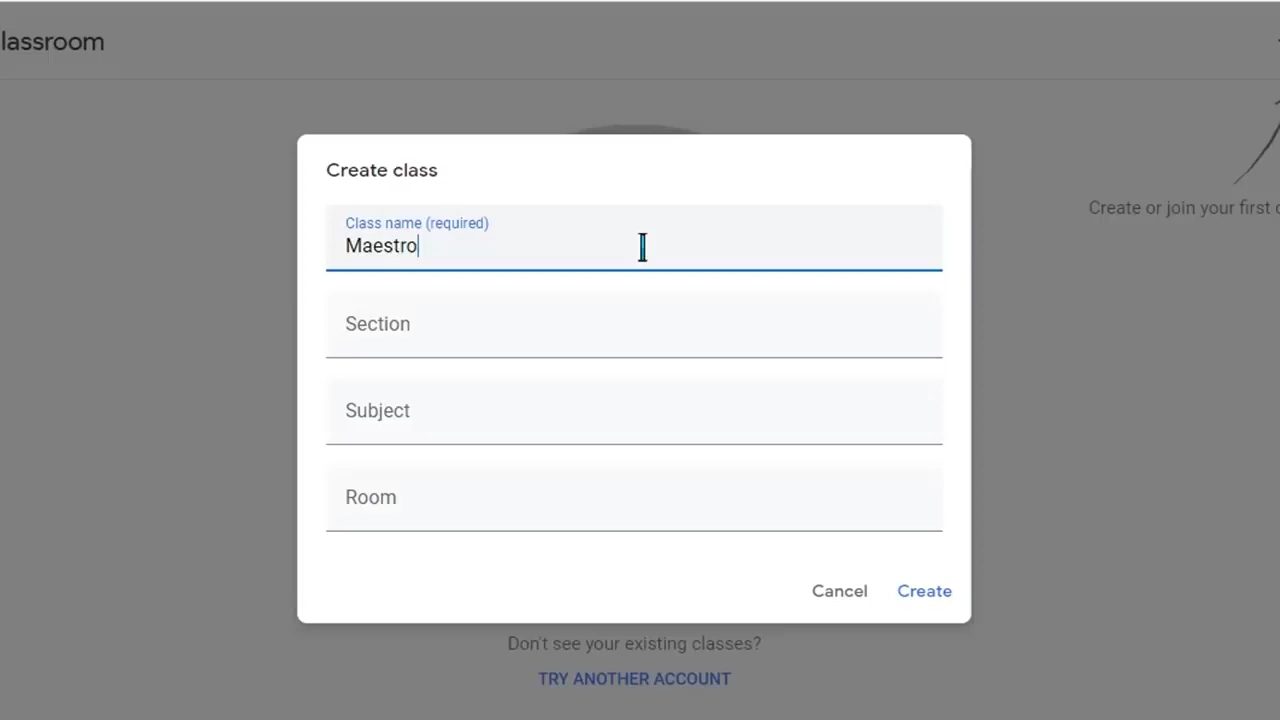 lassroom
Create or join your first
Create class
Class name (required)
Maestro
Section
Subject
Room
Cancel
Create
Don't see your existing classes?
TRY ANOTHER ACCOUNT